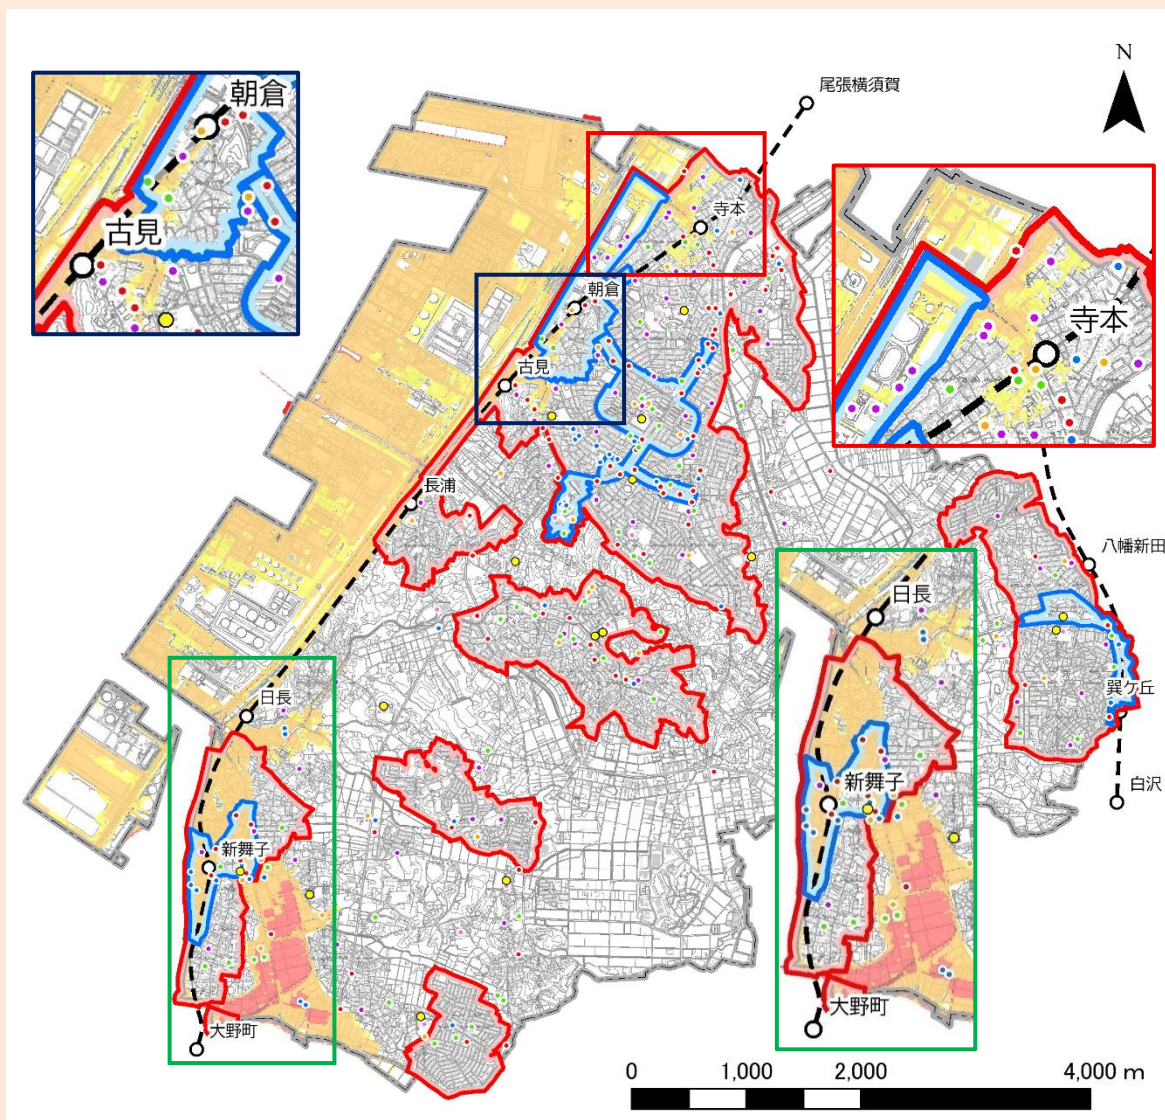 N
尾張横須賀
朝倉
古見
寺本
寺本
朝倉
古見
長浦
八幡新田
日長
日長
巽ケ丘
新舞子
白沢
新舞子
大野町
大野町
0 1,000 2,000 4,000 m